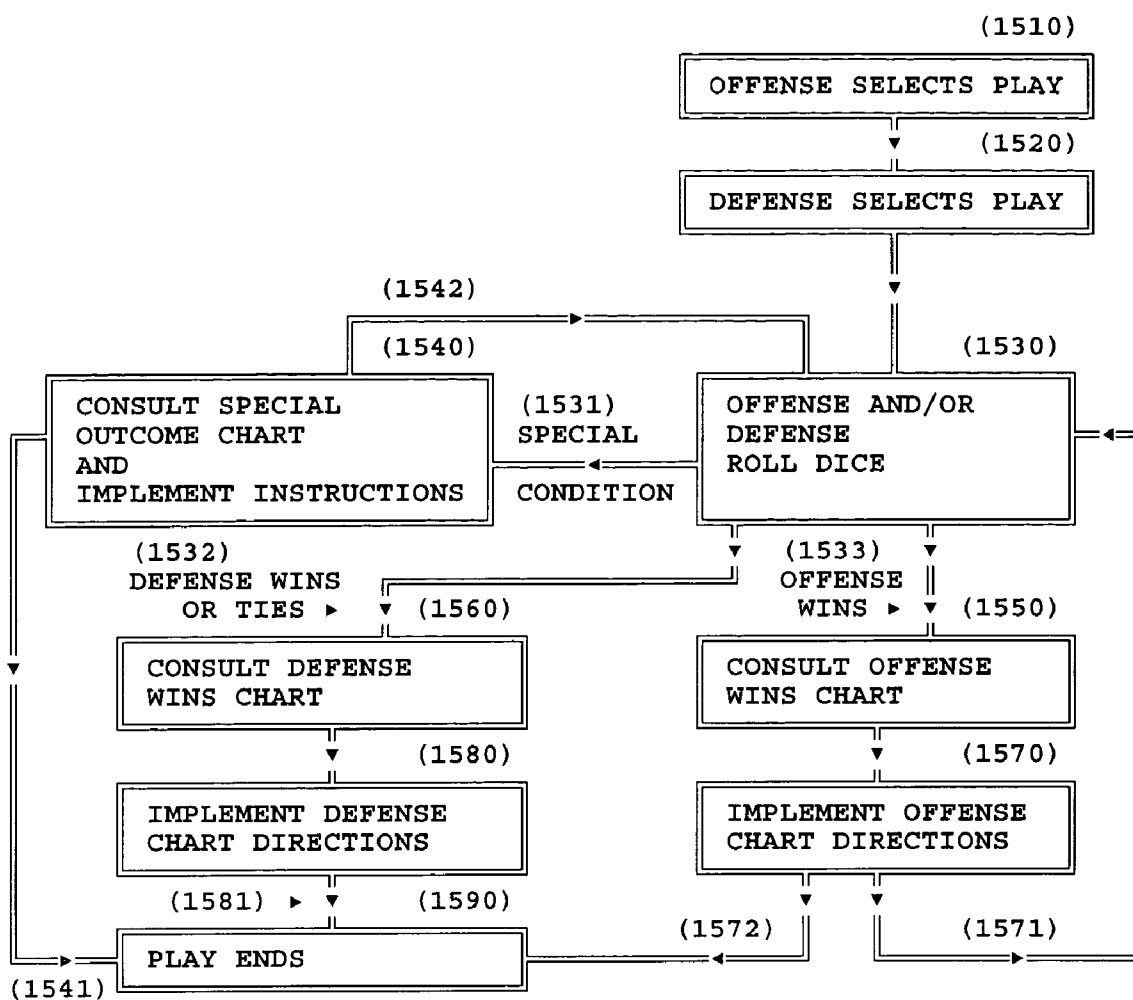 (1510)
OFFENSE SELECTS PLAY
(1520)
DEFENSE SELECTS PLAY
(1542)
(1540)
(1530)
CONSULT SPECIAL
OUTCOME CHART
AND
IMPLEMENT INSTRUCTIONS
(1531)
SPECIAL
CONDITION
OFFENSE AND/OR
DEFENSE
ROLL DICE
(1532)
DEFENSE WINS
OR TIES ►
(1560)
(1533)
OFFENSE
WINS ►
(1550)
CONSULT DEFENSE
WINS CHART
CONSULT OFFENSE
WINS CHART
(1580)
(1570)
IMPLEMENT DEFENSE
CHART DIRECTIONS
IMPLEMENT OFFENSE
CHART DIRECTIONS
(1581) ►
(1590)
(1572)
(1571)
PLAY ENDS
(1541)